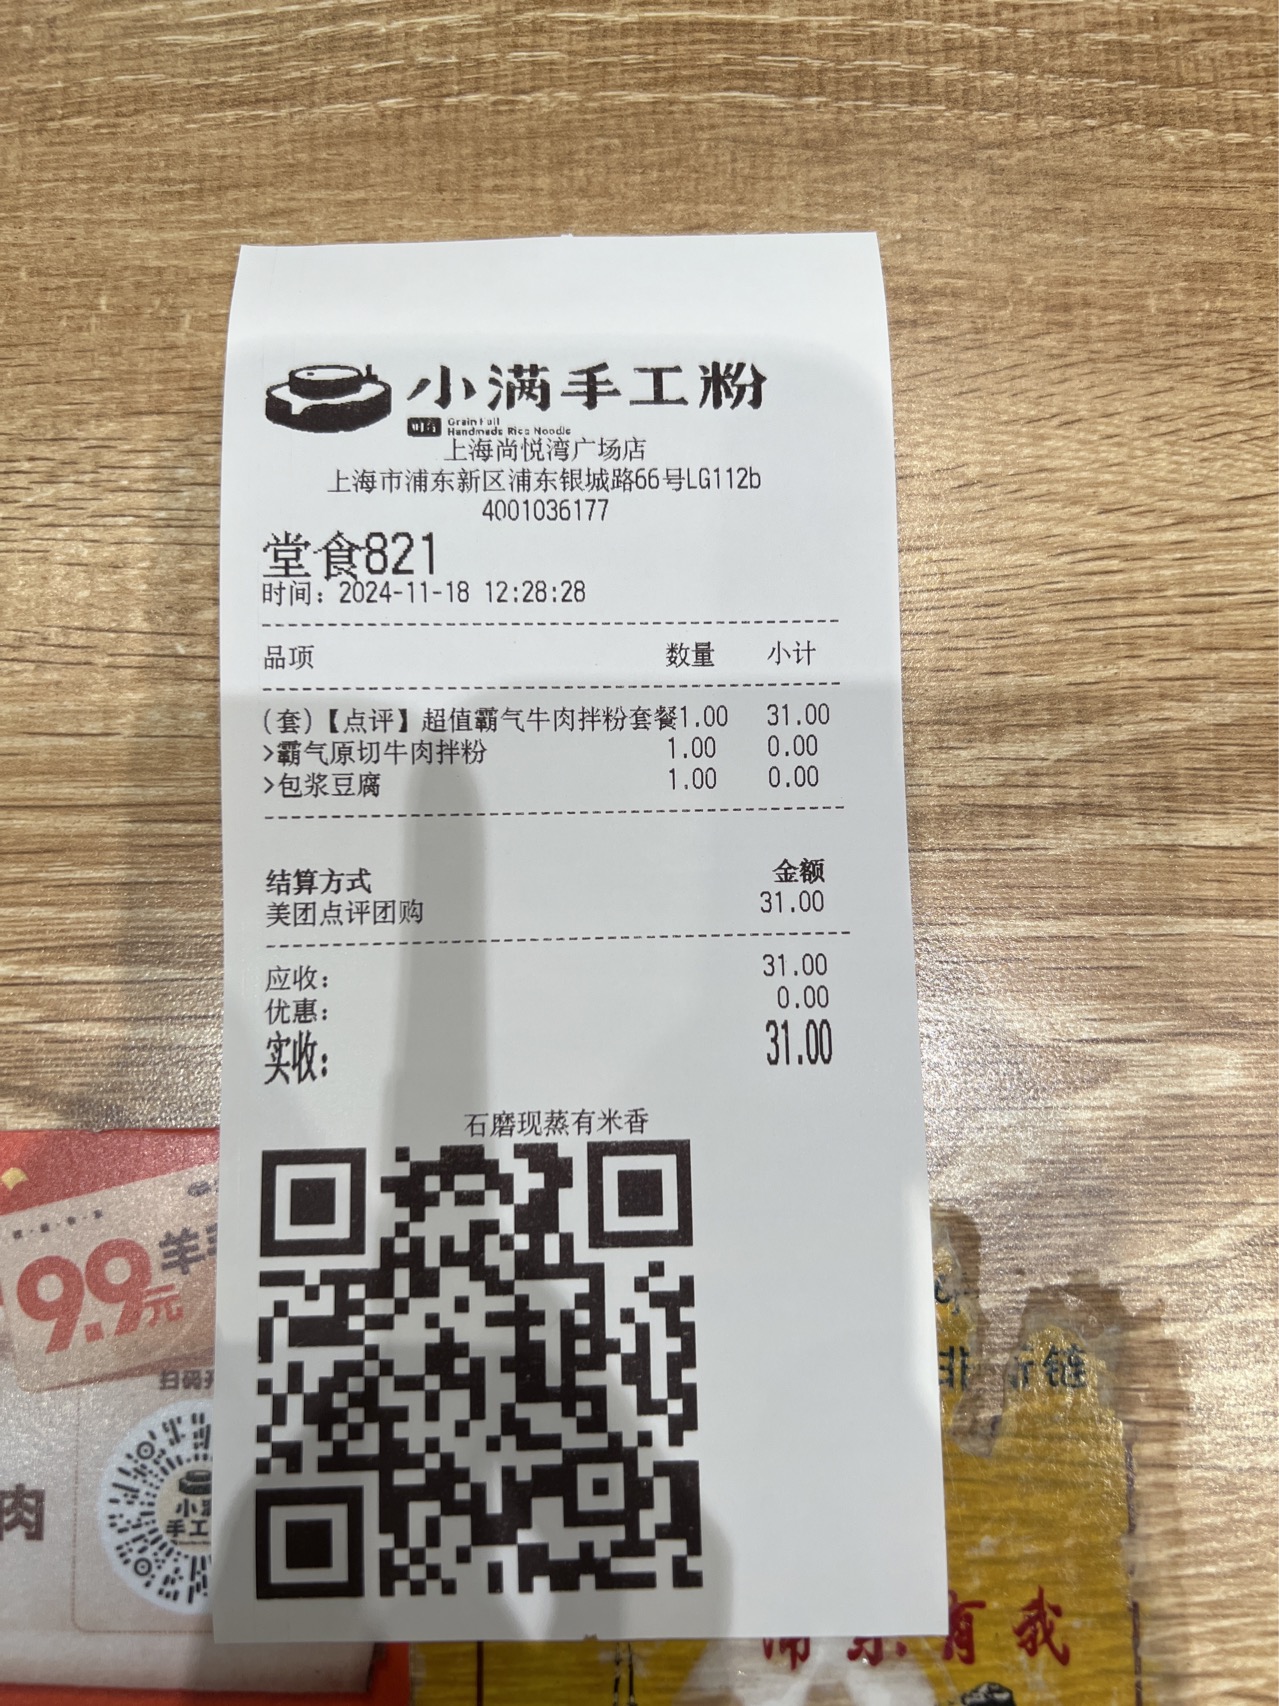 小满手工粉
Grain Full
Handmade Rice Noodle
上海尚悦湾广场店
上海市浦东新区浦东银城路66号LG112b
4001036177
堂食821
时间：2024-11-18 12:28:28
品项 数量 小计
(套)【点评】超值霸气牛肉拌粉套餐1.00 31.00
>霸气原切牛肉拌粉 1.00 0.00
>包浆豆腐 1.00 0.00
结算方式 金额
美团点评团购 31.00
应收: 31.00
优惠: 0.00
实收: 31.00
石磨现蒸有米香
9.9元
扫码
肉
有我